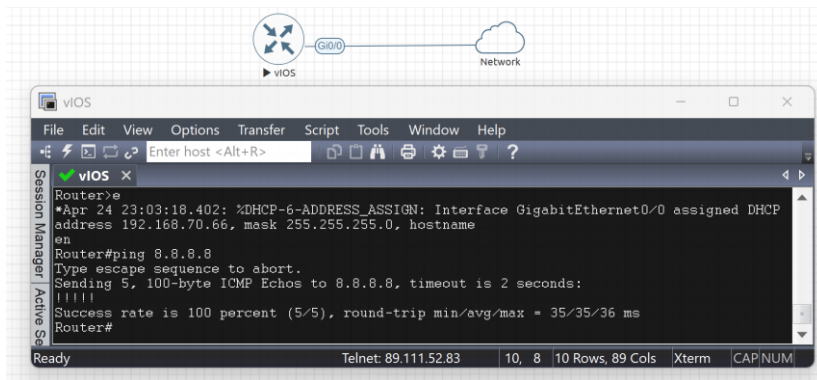 Gi0/0
Network
vIOS
vIOS
File Edit View Options Transfer Script Tools Window Help
Enter host <Alt+R>
vIOS
Session Manager
Active Se
Router>e
*Apr 24 23:03:18.402: %DHCP-6-ADDRESS_ASSIGN: Interface GigabitEthernet0/0 assigned DHCP
address 192.168.70.66, mask 255.255.255.0, hostname
en
Router#ping 8.8.8.8
Type escape sequence to abort.
Sending 5, 100-byte ICMP Echos to 8.8.8.8, timeout is 2 seconds:
!!!!!
Success rate is 100 percent (5/5), round-trip min/avg/max = 35/35/36 ms
Router#
Ready Telnet: 89.111.52.83 10, 8 10 Rows, 89 Cols Xterm CAP NUM